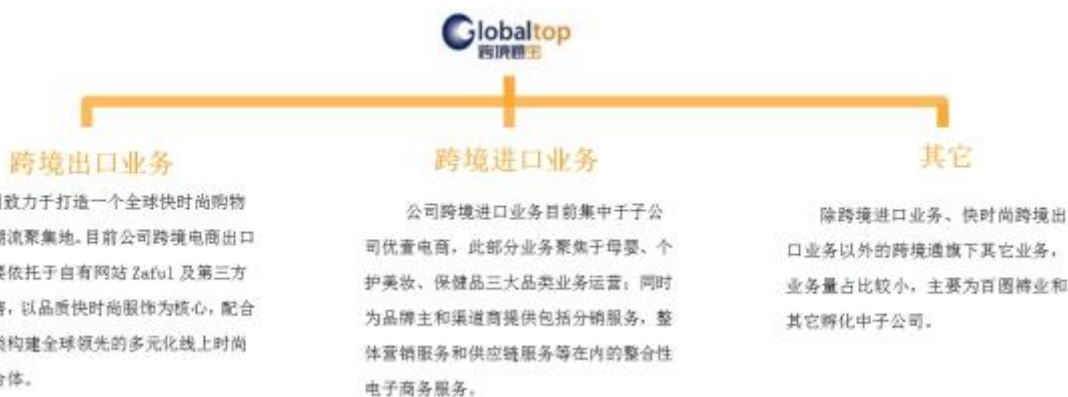 Globaltop
跨境通宝
跨境出口业务
致力于打造一个全球快时尚购物
潮流聚集地。目前公司跨境电商出口
要依托于自有网站 Zaful 及第三方
，以品质快时尚服饰为核心，配合
构建全球领先的多元化线上时尚
合体。
跨境进口业务
公司跨境进口业务目前集中于子公
司优壹电商，此部分业务聚焦于母婴、个
护美妆、保健品三大品类业务运营；同时
为品牌主和渠道商提供包括分销服务，整
体营销服务和供应链服务等在内的整合性
电子商务服务。
其它
除跨境进口业务、快时尚跨境出
口业务以外的跨境通旗下其它业务，
业务量占比较小，主要为百圆裤业和
其它孵化中子公司。